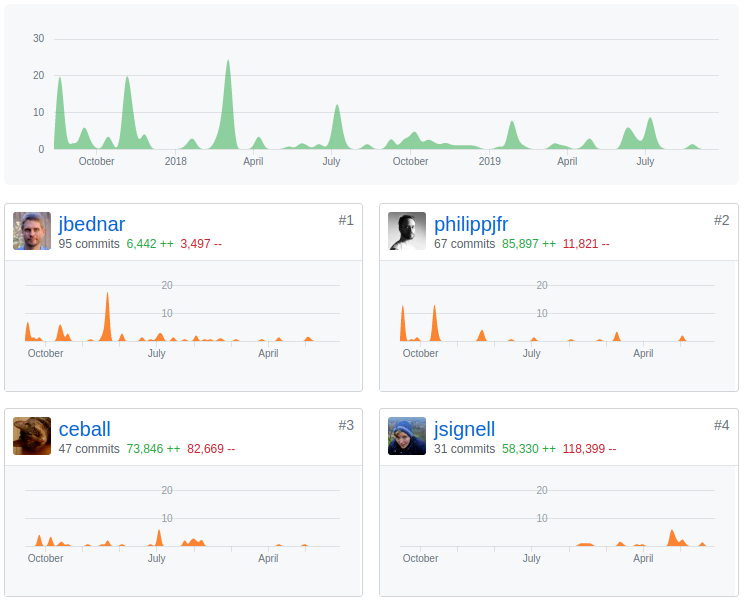 30
20
10
0
October 2018 April July October 2019 April July
jbednar #1
95 commits 6,442 ++ 3,497 --
20
10
October July April
philippjfr #2
67 commits 85,897 ++ 11,821 --
20
10
October July April
ceball #3
47 commits 73,846 ++ 82,669 --
20
10
October July April
jsignell #4
31 commits 58,330 ++ 118,399 --
20
10
October July April